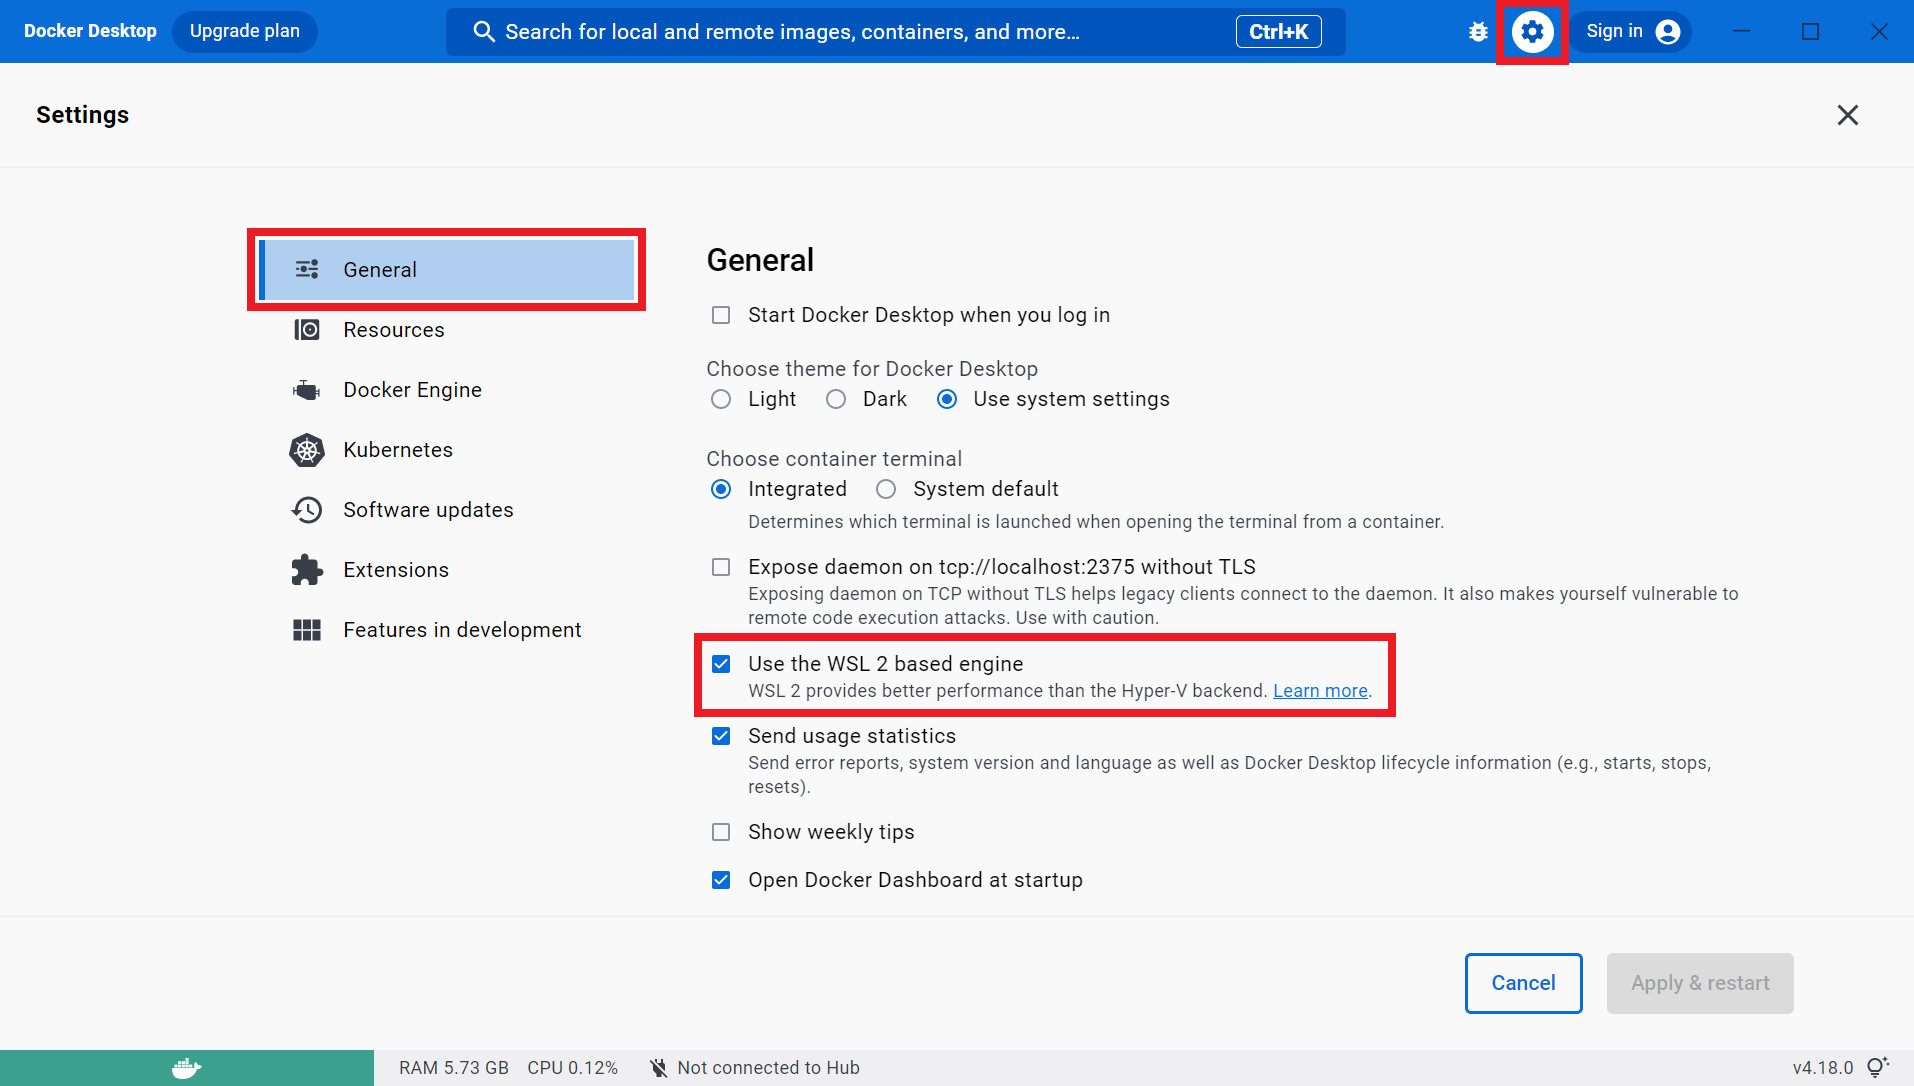 Docker Desktop
Upgrade plan
Search for local and remote images, containers, and more...
Ctrl+K
Sign in
Settings
General
Resources
Docker Engine
Kubernetes
Software updates
Extensions
Features in development
General
Start Docker Desktop when you log in
Choose theme for Docker Desktop
Light Dark Use system settings
Choose container terminal
Integrated System default
Determines which terminal is launched when opening the terminal from a container.
Expose daemon on tcp://localhost:2375 without TLS
Exposing daemon on TCP without TLS helps legacy clients connect to the daemon. It also makes yourself vulnerable to
remote code execution attacks. Use with caution.
Use the WSL 2 based engine
WSL 2 provides better performance than the Hyper-V backend. Learn more.
Send usage statistics
Send error reports, system version and language as well as Docker Desktop lifecycle information (e.g., starts, stops,
resets).
Show weekly tips
Open Docker Dashboard at startup
Cancel
Apply & restart
RAM 5.73 GB CPU 0.12% Not connected to Hub
v4.18.0